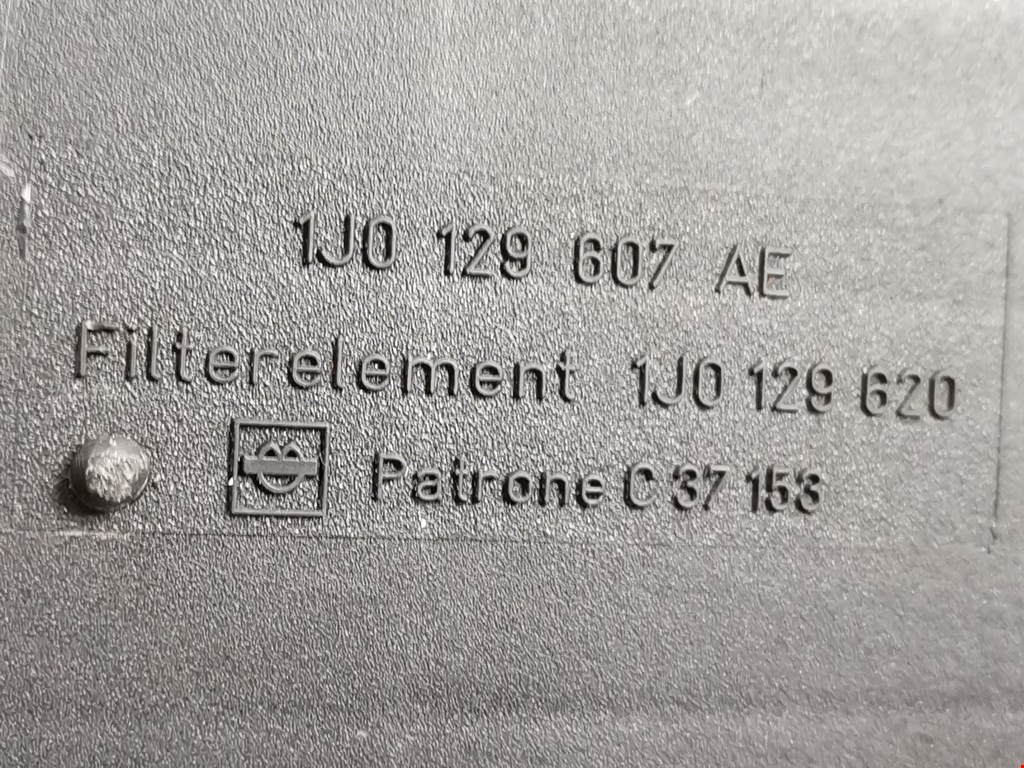 1J0 129 607 AE
Filterelement 1J0 129 620
Patrone C 37 153